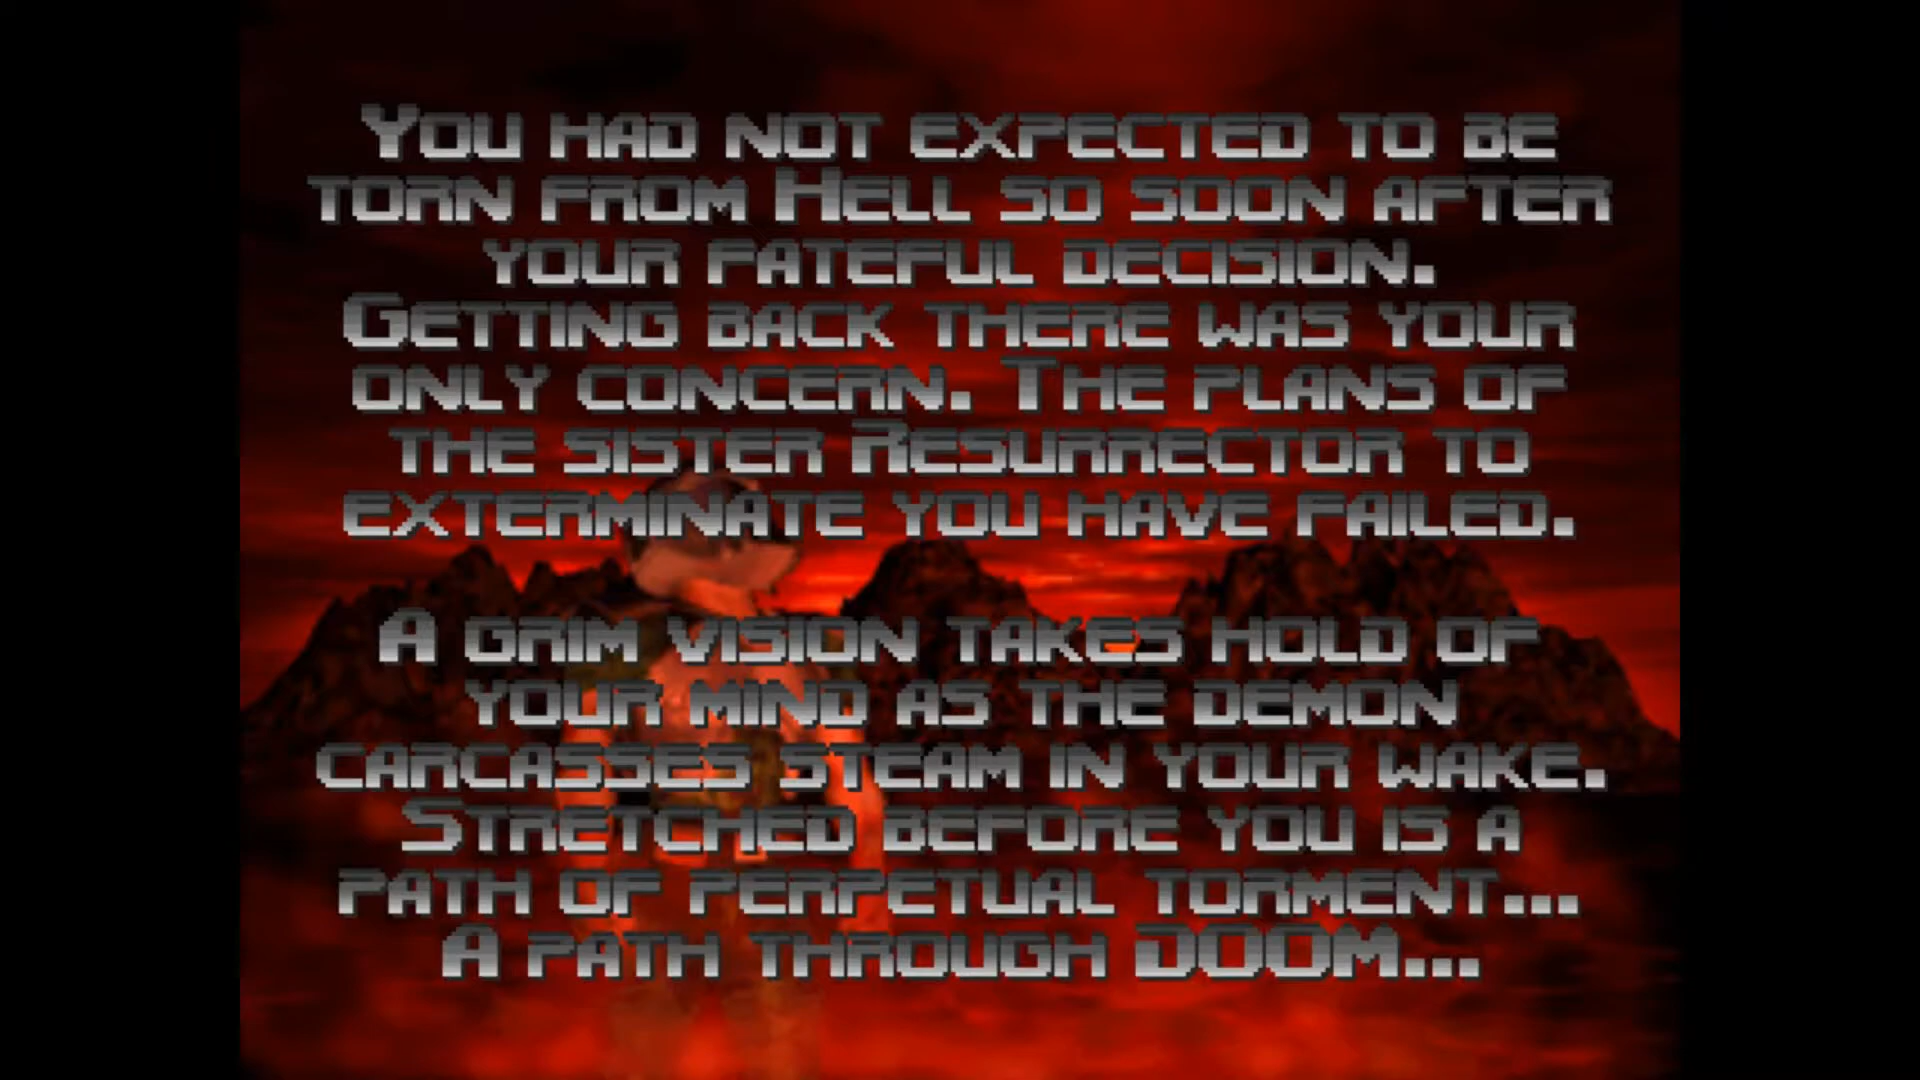 You had not expected to be
torn from Hell so soon after
your fateful decision.
Getting back there was your
only concern. The plans of
the sister Resurrector to
exterminate you have failed.
A grim vision takes hold of
your mind as the demon
carcasses steam in your wake.
Stretched before you is a
path of perpetual torment...
A path through DOOM...